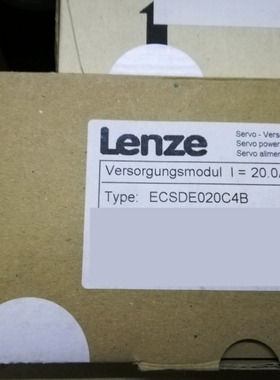 Lenze
Servo - Vers
Servo power
Servo alimen
Versorgungsmodul I = 20.0
Type: ECSDE020C4B